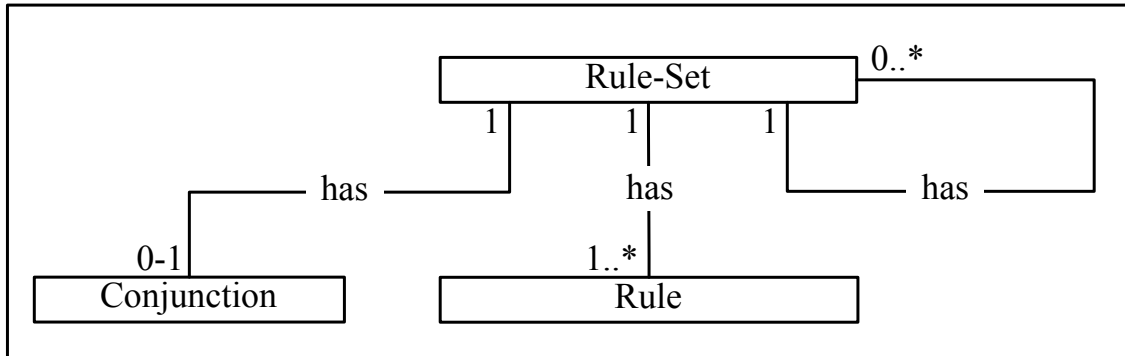 0..*
Rule-Set
1 1 1
has has has
0-1 1..*
Conjunction Rule